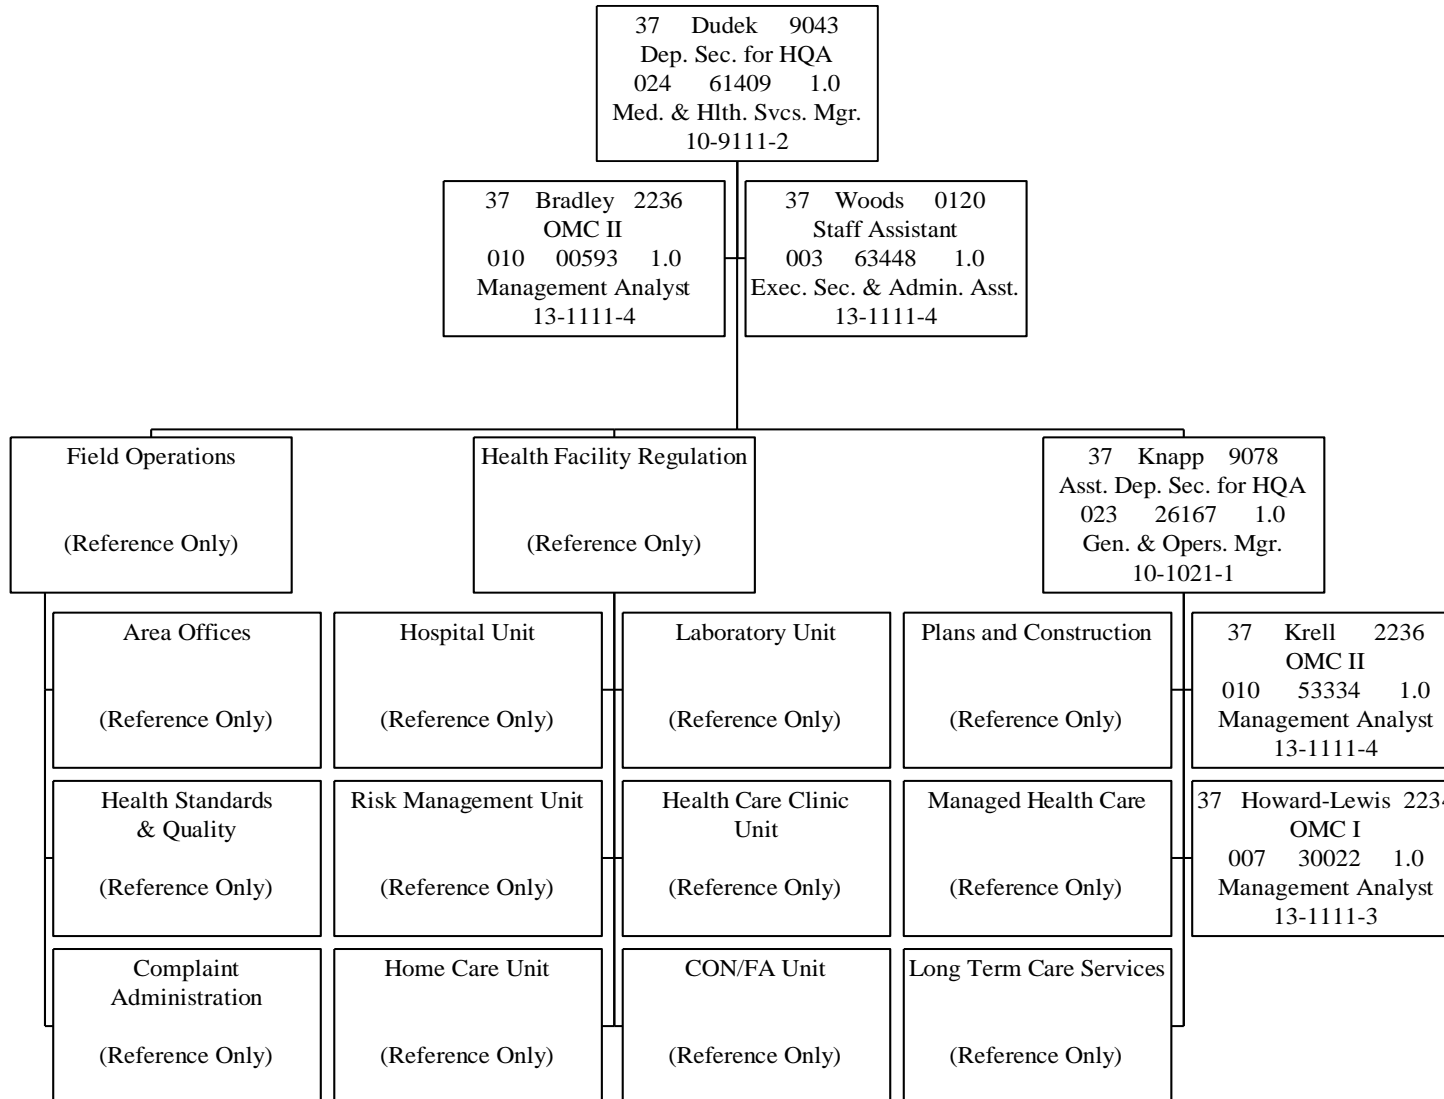 37 Dudek 9043
Dep. Sec. for HQA
024 61409 1.0
Med. & Hlth. Svcs. Mgr.
10-9111-2
37 Bradley 2236
OMC II
010 00593 1.0
Management Analyst
13-1111-4
37 Woods 0120
Staff Assistant
003 63448 1.0
Exec. Sec. & Admin. Asst.
13-1111-4
Field Operations
(Reference Only)
Health Facility Regulation
(Reference Only)
37 Knapp 9078
Asst. Dep. Sec. for HQA
023 26167 1.0
Gen. & Opers. Mgr.
10-1021-1
Area Offices
(Reference Only)
Hospital Unit
(Reference Only)
Laboratory Unit
(Reference Only)
Plans and Construction
(Reference Only)
37 Krell 2236
OMC II
010 53334 1.0
Management Analyst
13-1111-4
Health Standards
& Quality
(Reference Only)
Risk Management Unit
(Reference Only)
Health Care Clinic
Unit
(Reference Only)
Managed Health Care
(Reference Only)
37 Howard-Lewis 2234
OMC I
007 30022 1.0
Management Analyst
13-1111-3
Complaint
Administration
(Reference Only)
Home Care Unit
(Reference Only)
CON/FA Unit
(Reference Only)
Long Term Care Services
(Reference Only)